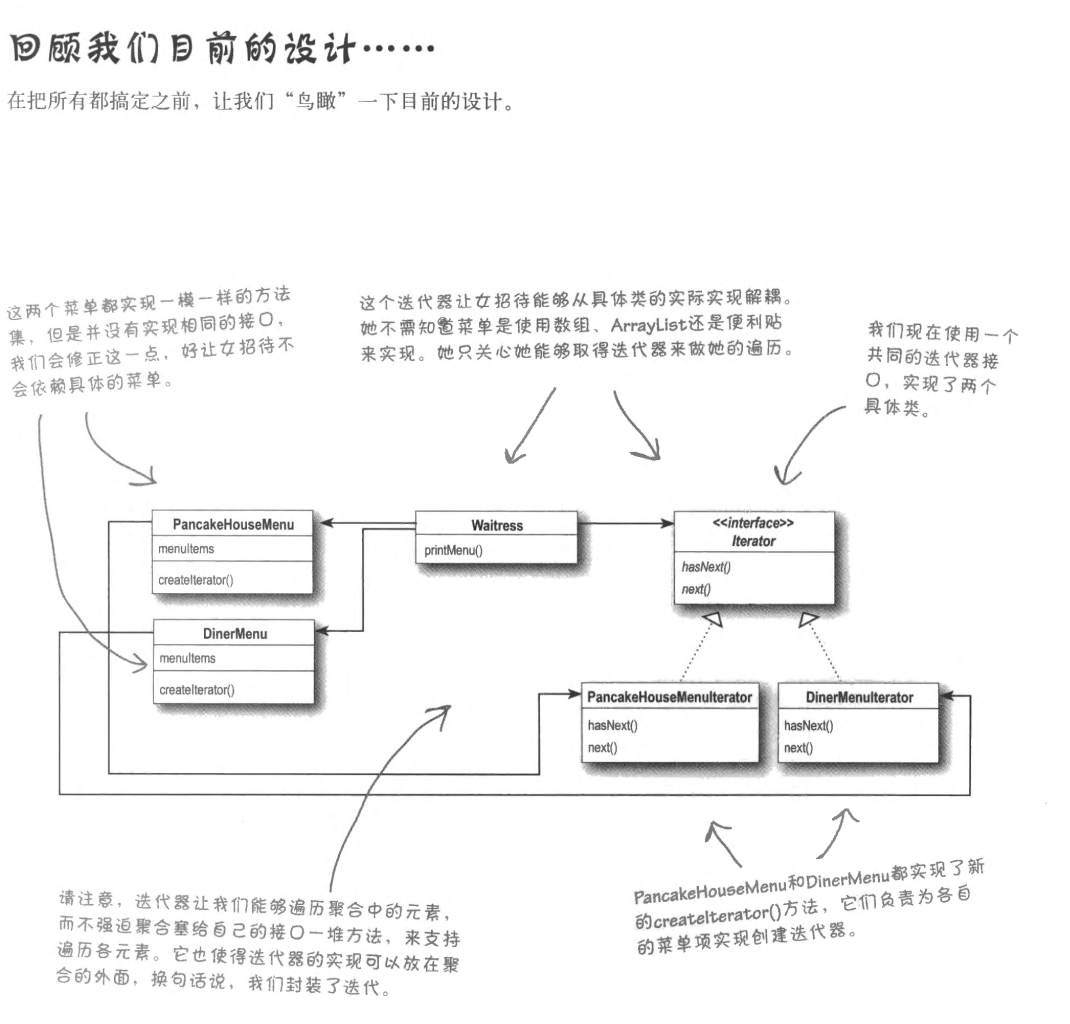 回顾我们目前的设计……
在把所有都搞定之前，让我们“鸟瞰”一下目前的设计。
这两个菜单都实现一模一样的方法
集，但是并没有实现相同的接口，
我们会修正这一点，好让女招待不
会依赖具体的菜单。
这个迭代器让女招待能够从具体类的实际实现解耦。
她不需知道菜单是使用数组、ArrayList还是便利贴
来实现。她只关心她能够取得迭代器来做她的遍历。
我们现在使用一个
共同的迭代器接
口，实现了两个
具体类。
PancakeHouseMenu
menuItems
createIterator()
Waitress
printMenu()
<<interface>>
Iterator
hasNext()
next()
DinerMenu
menuItems
createIterator()
PancakeHouseMenuIterator
hasNext()
next()
DinerMenuIterator
hasNext()
next()
请注意，迭代器让我们能够遍历聚合中的元素，
而不强迫聚合塞给自己的接口一堆方法，来支持
遍历各元素。它也使得迭代器的实现可以放在聚
合的外面，换句话说，我们封装了迭代。
PancakeHouseMenu和DinerMenu都实现了新
的createIterator()方法，它们负责为各自
的菜单项实现创建迭代器。